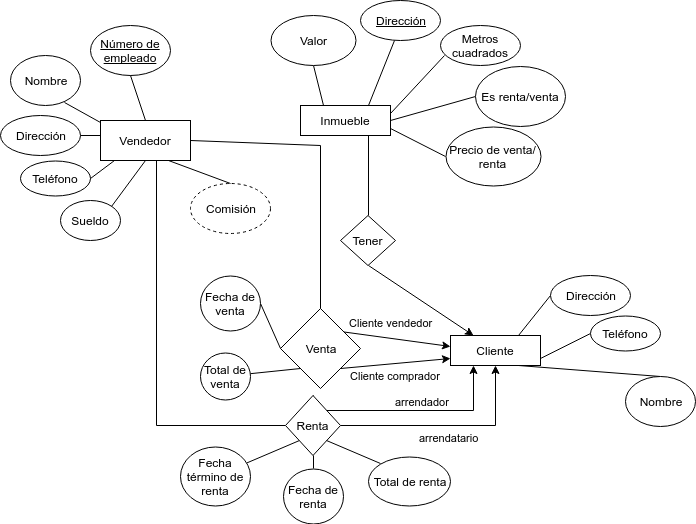 Dirección
Número de
empleado
Valor
Metros
cuadrados
Nombre
Es renta/venta
Inmueble
Dirección
Vendedor
Precio de venta/
renta
Teléfono
Comisión
Sueldo
Tener
Fecha de
venta
Dirección
Cliente vendedor
Teléfono
Venta
Cliente
Total de
venta
Cliente comprador
arrendador
Nombre
Renta
arrendatario
Fecha
término de
renta
Total de renta
Fecha de
renta